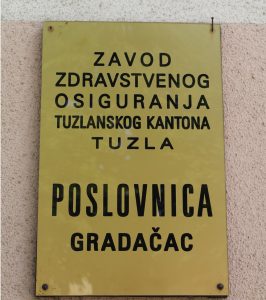 ZAVOD
ZDRAVSTVENOG
OSIGURANJA
TUZLANSKOG KANTONA
TUZLA
POSLOVNICA
GRADAČAC